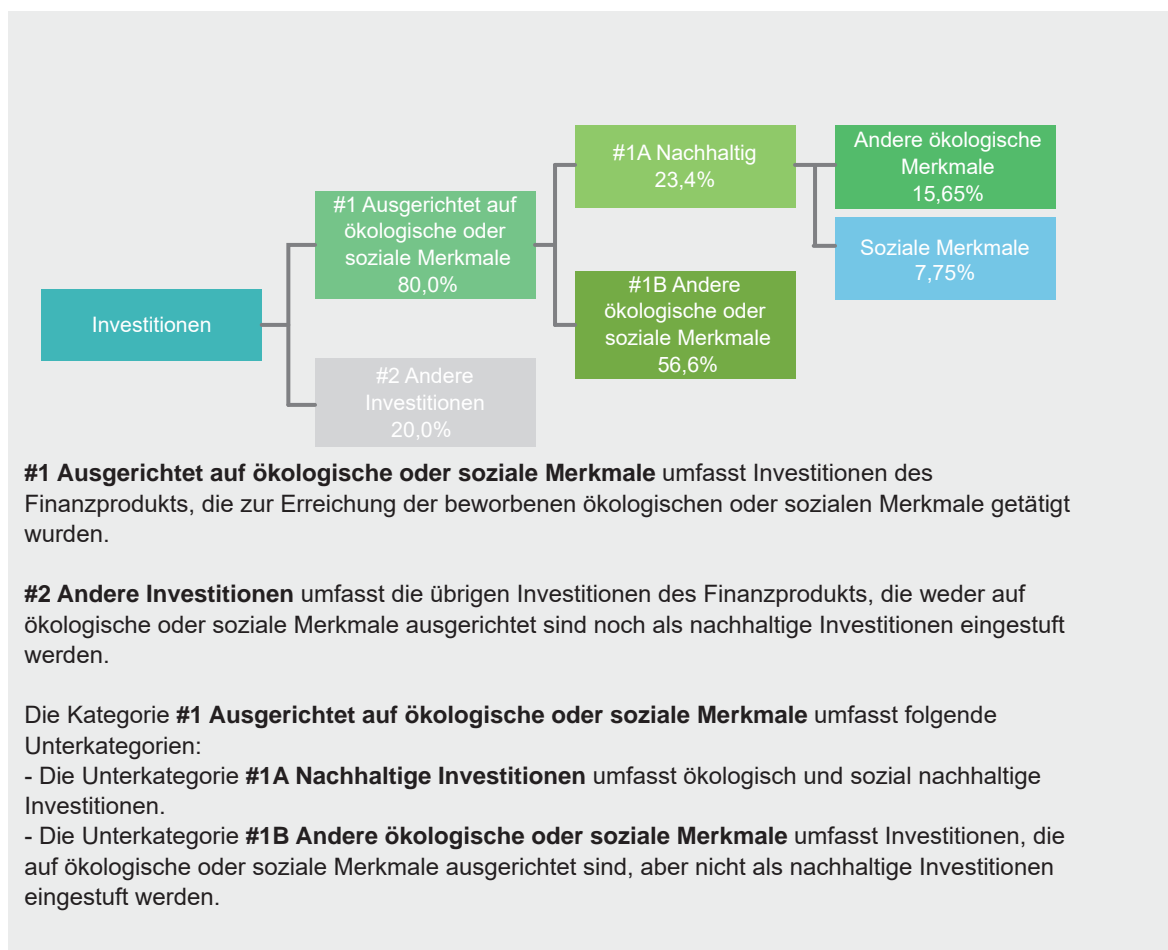 Investitionen
#1 Ausgerichtet auf
ökologische oder
soziale Merkmale
80,0%
#2 Andere
Investitionen
20,0%
#1A Nachhaltig
23,4%
#1B Andere
ökologische oder
soziale Merkmale
56,6%
Andere ökologische
Merkmale
15,65%
Soziale Merkmale
7,75%
#1 Ausgerichtet auf ökologische oder soziale Merkmale umfasst Investitionen des
Finanzprodukts, die zur Erreichung der beworbenen ökologischen oder sozialen Merkmale getätigt
wurden.
#2 Andere Investitionen umfasst die übrigen Investitionen des Finanzprodukts, die weder auf
ökologische oder soziale Merkmale ausgerichtet sind noch als nachhaltige Investitionen eingestuft
werden.
Die Kategorie #1 Ausgerichtet auf ökologische oder soziale Merkmale umfasst folgende
Unterkategorien:
- Die Unterkategorie #1A Nachhaltige Investitionen umfasst ökologisch und sozial nachhaltige
Investitionen.
- Die Unterkategorie #1B Andere ökologische oder soziale Merkmale umfasst Investitionen, die
auf ökologische oder soziale Merkmale ausgerichtet sind, aber nicht als nachhaltige Investitionen
eingestuft werden.